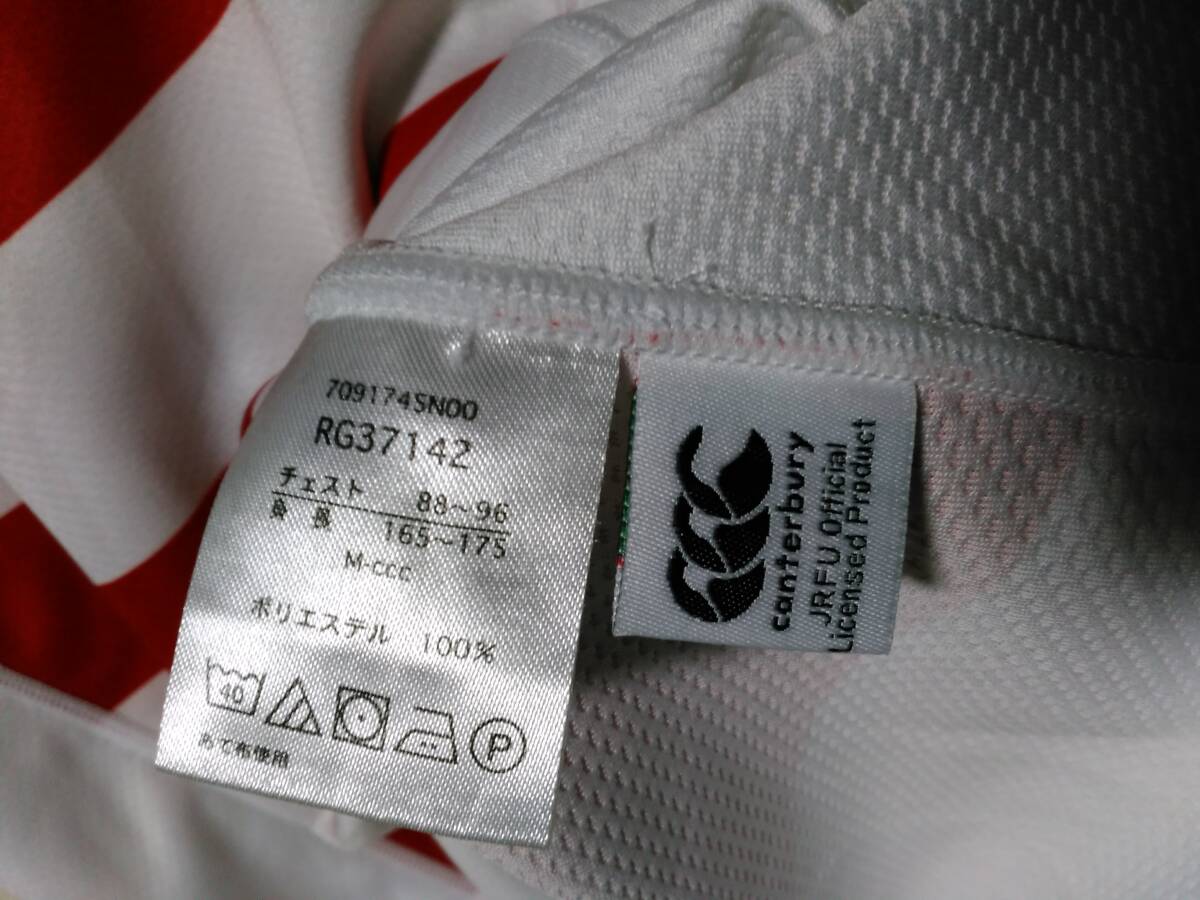 7091745N00
RG37142
チェスト 88～96
身長 165～175
M-ccc
ポリエステル 100%
40
P
あて布使用
canterbury
JRFU Official
Licensed Product